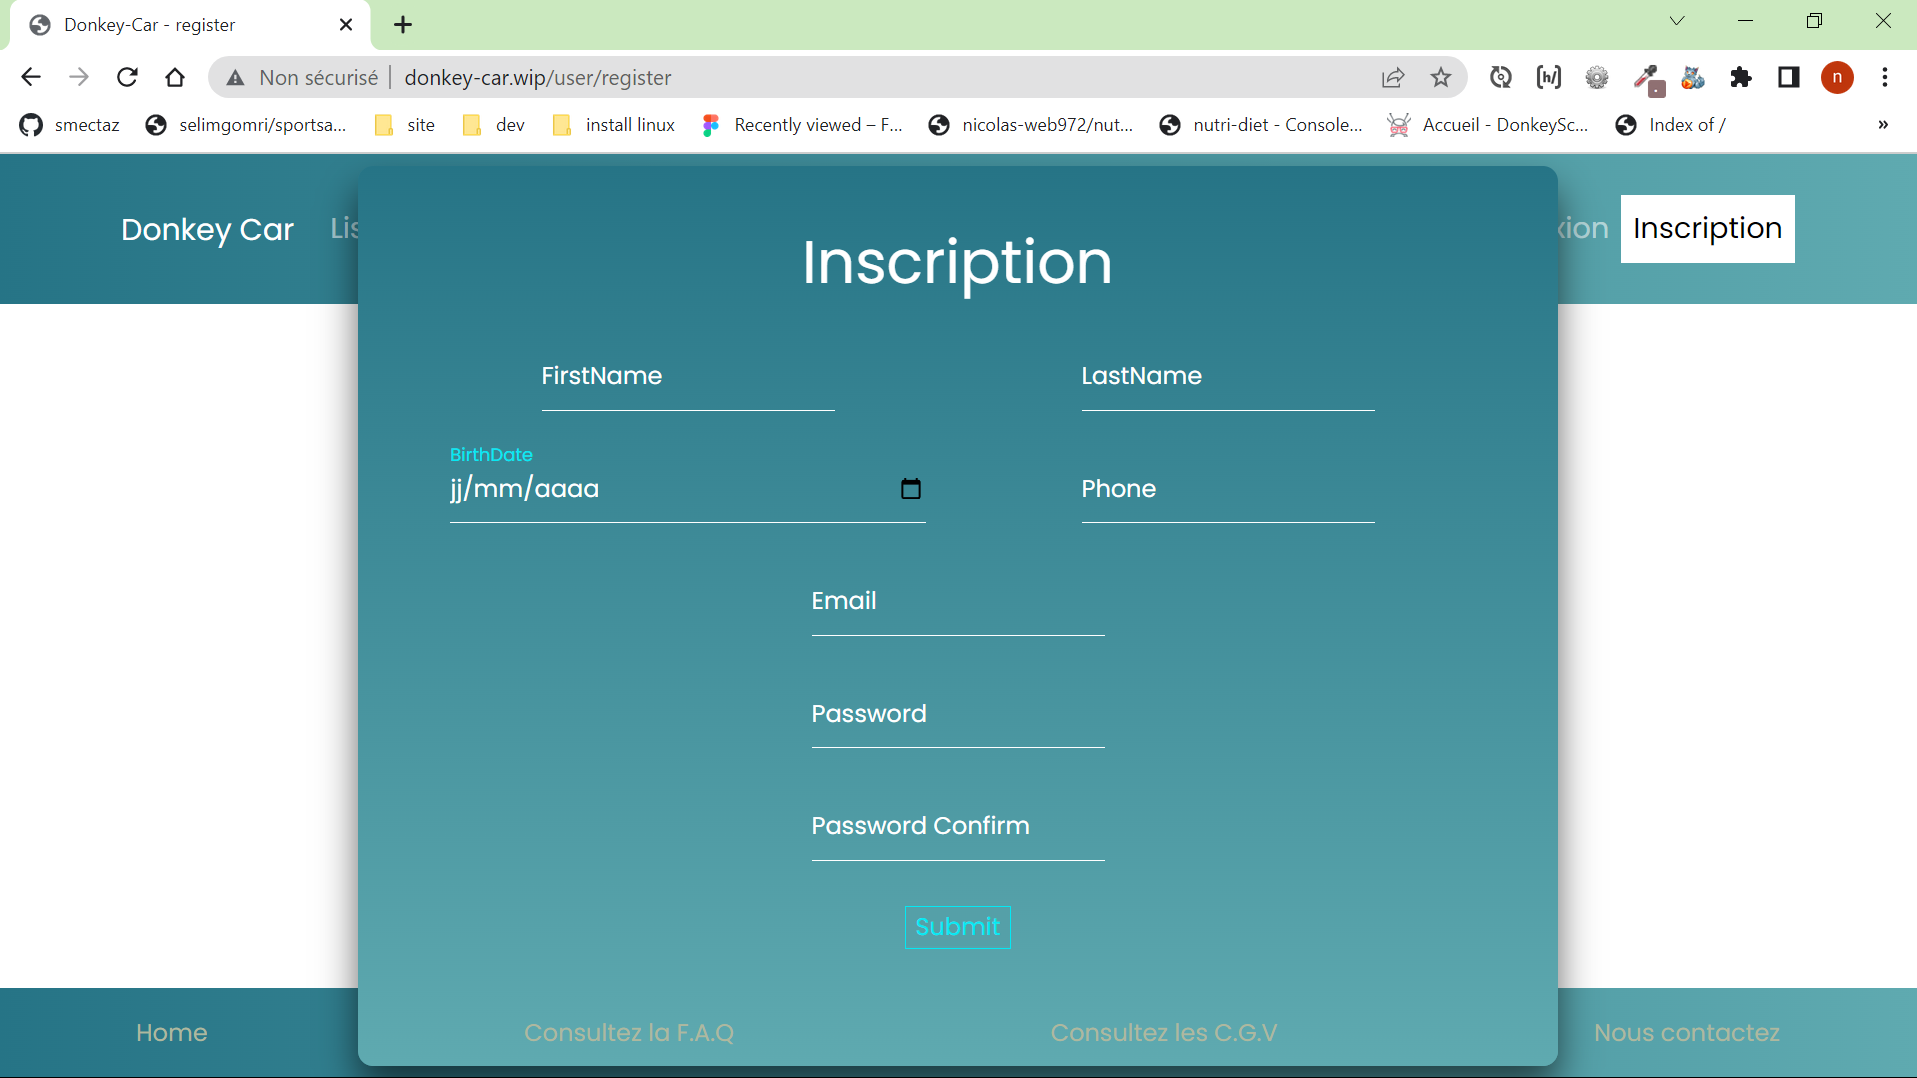 Donkey-Car - register
Non sécurisé | donkey-car.wip/user/register
smectaz selimgomri/sportsa... site dev install linux Recently viewed – F... nicolas-web972/nut... nutri-diet - Console... Accueil - DonkeySc... Index of / »
Donkey Car Lis xion Inscription
Inscription
FirstName LastName
BirthDate
jj/mm/aaaa Phone
Email
Password
Password Confirm
Submit
Home Consultez la F.A.Q Consultez les C.G.V Nous contactez